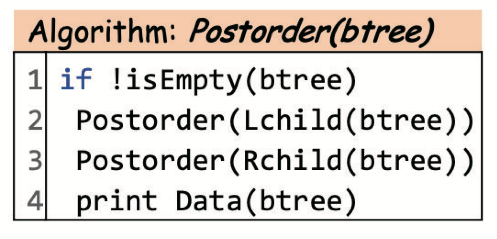 Algorithm: Postorder(btree)
1 if !isEmpty(btree)
2 Postorder(Lchild(btree))
3 Postorder(Rchild(btree))
4 print Data(btree)